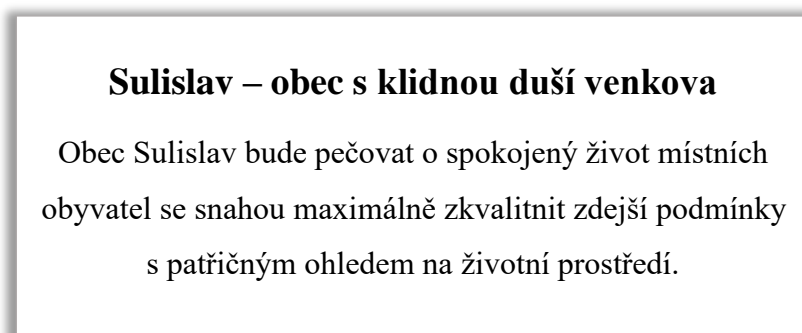 Sulislav – obec s klidnou duší venkova
Obec Sulislav bude pečovat o spokojený život místních
obyvatel se snahou maximálně zkvalitnit zdejší podmínky
s patřičným ohledem na životní prostředí.